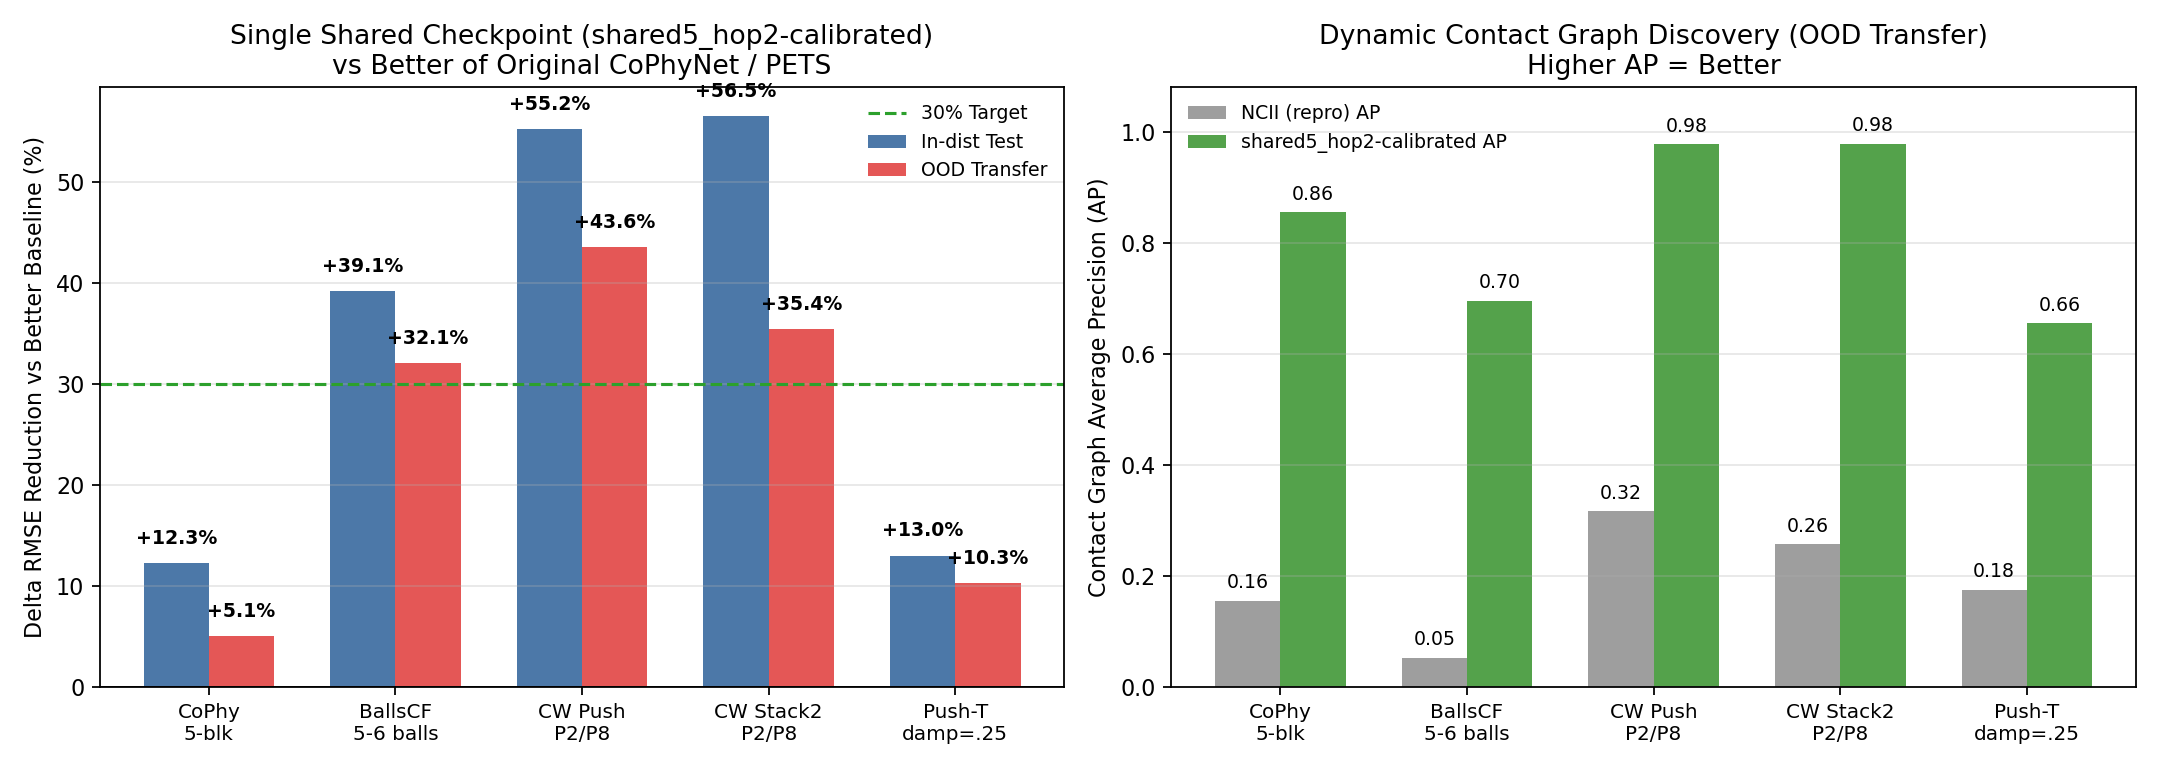 Single Shared Checkpoint (shared5_hop2-calibrated)
vs Better of Original CoPhyNet / PETS
Delta RMSE Reduction vs Better Baseline (%)
50
40
30
20
10
0
30% Target
In-dist Test
OOD Transfer
+12.3%
+5.1%
+39.1%
+32.1%
+55.2%
+43.6%
+56.5%
+35.4%
+13.0%
+10.3%
CoPhy
5-blk
BallsCF
5-6 balls
CW Push
P2/P8
CW Stack2
P2/P8
Push-T
damp=.25
Dynamic Contact Graph Discovery (OOD Transfer)
Higher AP = Better
Contact Graph Average Precision (AP)
1.0
0.8
0.6
0.4
0.2
0.0
NCII (repro) AP
shared5_hop2-calibrated AP
0.16
0.86
0.05
0.70
0.32
0.98
0.26
0.98
0.18
0.66
CoPhy
5-blk
BallsCF
5-6 balls
CW Push
P2/P8
CW Stack2
P2/P8
Push-T
damp=.25